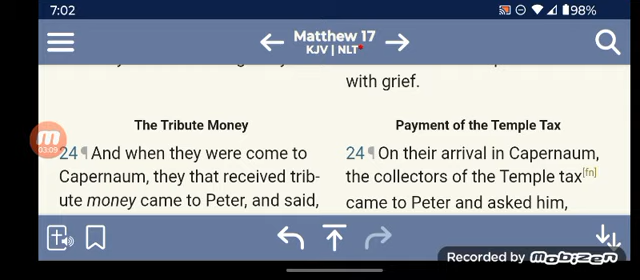 7:02
98%
Matthew 17
KJV | NLT
with grief.
The Tribute Money
Payment of the Temple Tax
03:09
24 ¶ And when they were come to
Capernaum, they that received trib-
ute money came to Peter, and said,
24 ¶ On their arrival in Capernaum,
the collectors of the Temple tax[fn]
came to Peter and asked him,
Recorded by Mobizen